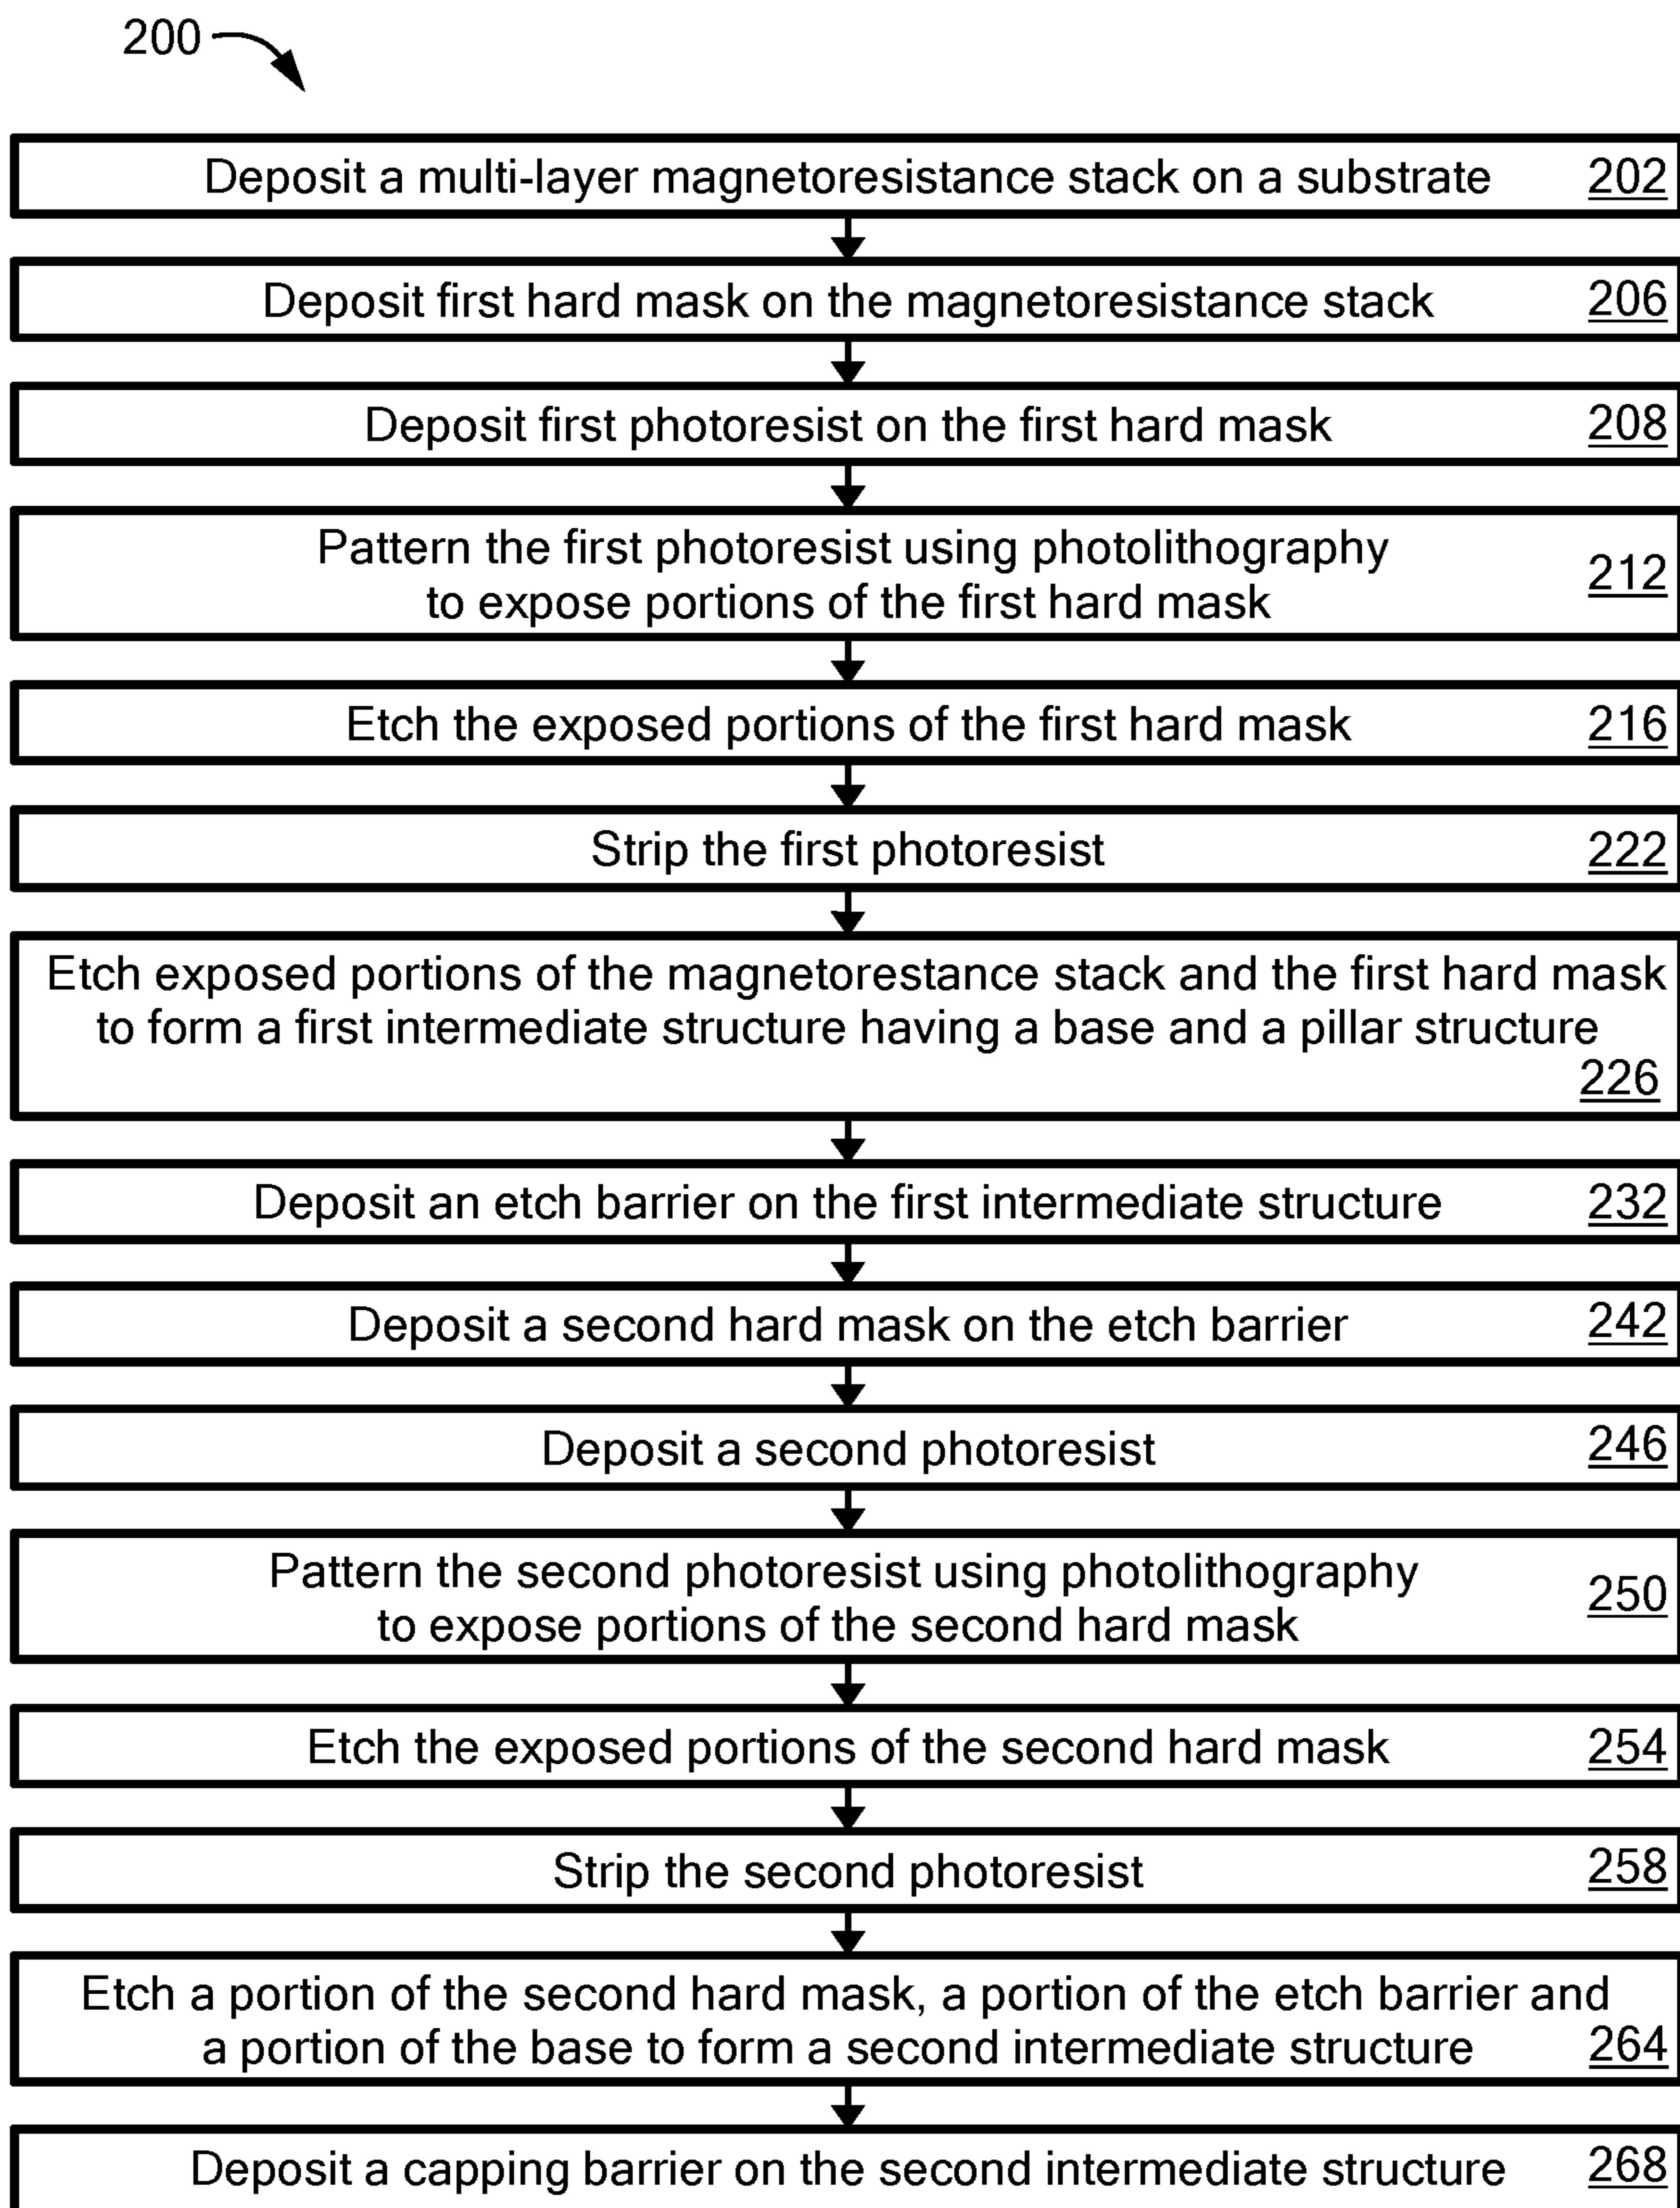 200
Deposit a multi-layer magnetoresistance stack on a substrate 202
Deposit first hard mask on the magnetoresistance stack 206
Deposit first photoresist on the first hard mask 208
Pattern the first photoresist using photolithography
to expose portions of the first hard mask 212
Etch the exposed portions of the first hard mask 216
Strip the first photoresist 222
Etch exposed portions of the magnetorestance stack and the first hard mask
to form a first intermediate structure having a base and a pillar structure
226
Deposit an etch barrier on the first intermediate structure 232
Deposit a second hard mask on the etch barrier 242
Deposit a second photoresist 246
Pattern the second photoresist using photolithography
to expose portions of the second hard mask 250
Etch the exposed portions of the second hard mask 254
Strip the second photoresist 258
Etch a portion of the second hard mask, a portion of the etch barrier and
a portion of the base to form a second intermediate structure 264
Deposit a capping barrier on the second intermediate structure 268